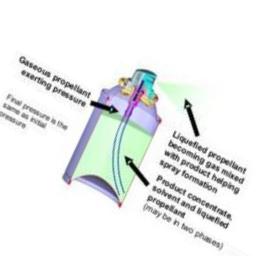 Gaseous propellant
exerting pressure
Final pressure is the
same as initial
pressure
Liquefied propellant
becoming gas mixed
with product helping
spray formation
Product concentrate,
solvent and liquefied
propellant
(may be in two phases)